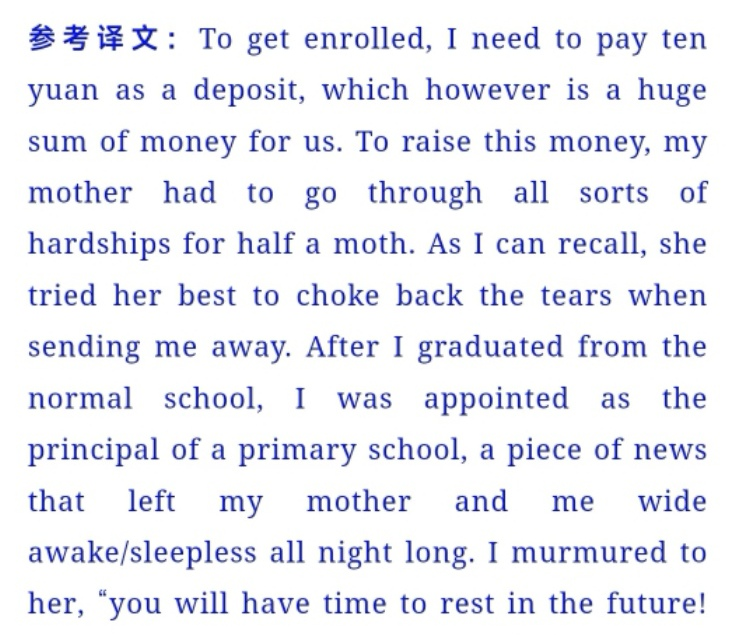 参考译文：To get enrolled, I need to pay ten
yuan as a deposit, which however is a huge
sum of money for us. To raise this money, my
mother had to go through all sorts of
hardships for half a moth. As I can recall, she
tried her best to choke back the tears when
sending me away. After I graduated from the
normal school, I was appointed as the
principal of a primary school, a piece of news
that left my mother and me wide
awake/sleepless all night long. I murmured to
her, “you will have time to rest in the future!